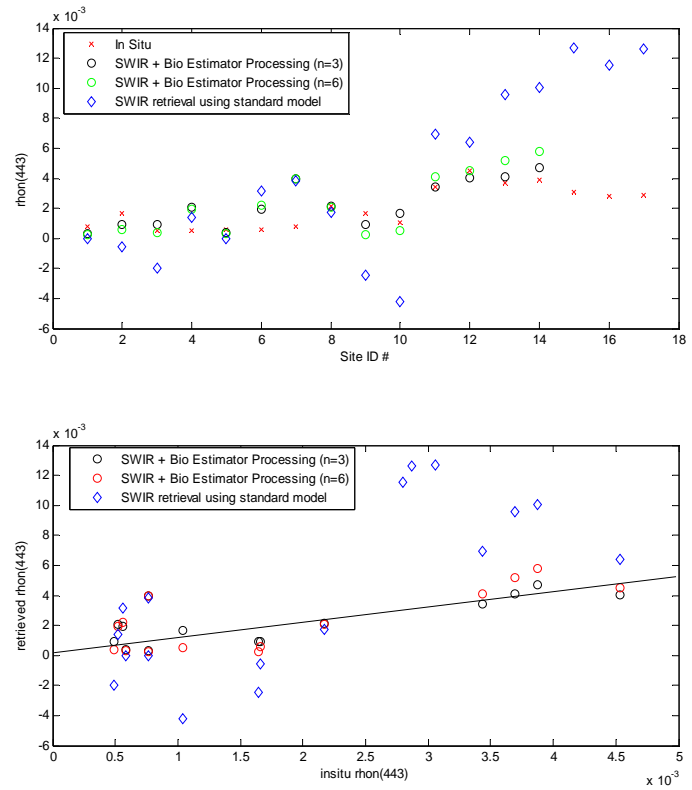 x 10-3
14
12
10
8
6
4
2
0
-2
-4
-6
rhon(443)
In Situ
SWIR + Bio Estimator Processing (n=3)
SWIR + Bio Estimator Processing (n=6)
SWIR retrieval using standard model
0 2 4 6 8 10 12 14 16 18
Site ID #
x 10-3
14
12
10
8
6
4
2
0
-2
-4
-6
retrieved rhon(443)
SWIR + Bio Estimator Processing (n=3)
SWIR + Bio Estimator Processing (n=6)
SWIR retrieval using standard model
0 0.5 1 1.5 2 2.5 3 3.5 4 4.5 5
insitu rhon(443)
x 10-3